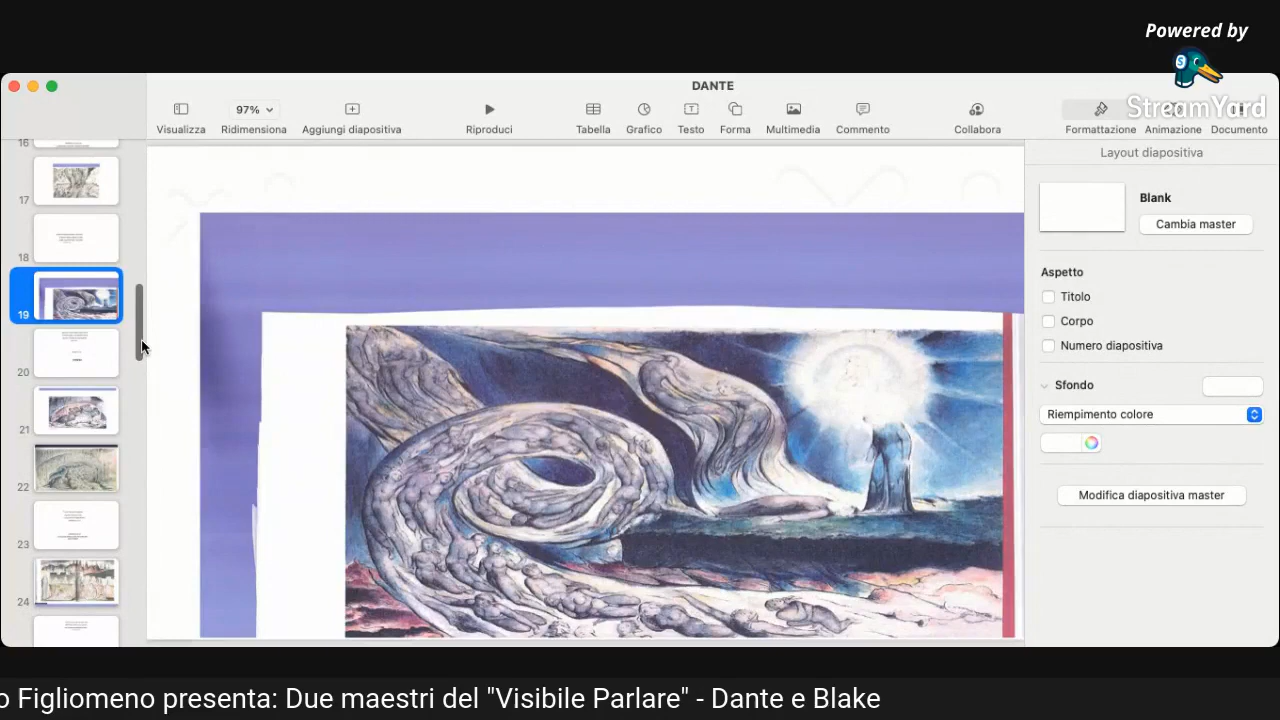 Powered by
StreamYard
DANTE
97%
Visualizza
Ridimensiona
Aggiungi diapositiva
Riproduci
Tabella
Grafico
Testo
Forma
Multimedia
Commento
Collabora
Formattazione
Animazione
Documento
Layout diapositiva
Blank
Cambia master
Aspetto
Titolo
Corpo
Numero diapositiva
Sfondo
Riempimento colore
Modifica diapositiva master
16
17
18
19
20
21
22
23
24
o Figliomeno presenta: Due maestri del "Visibile Parlare" - Dante e Blake